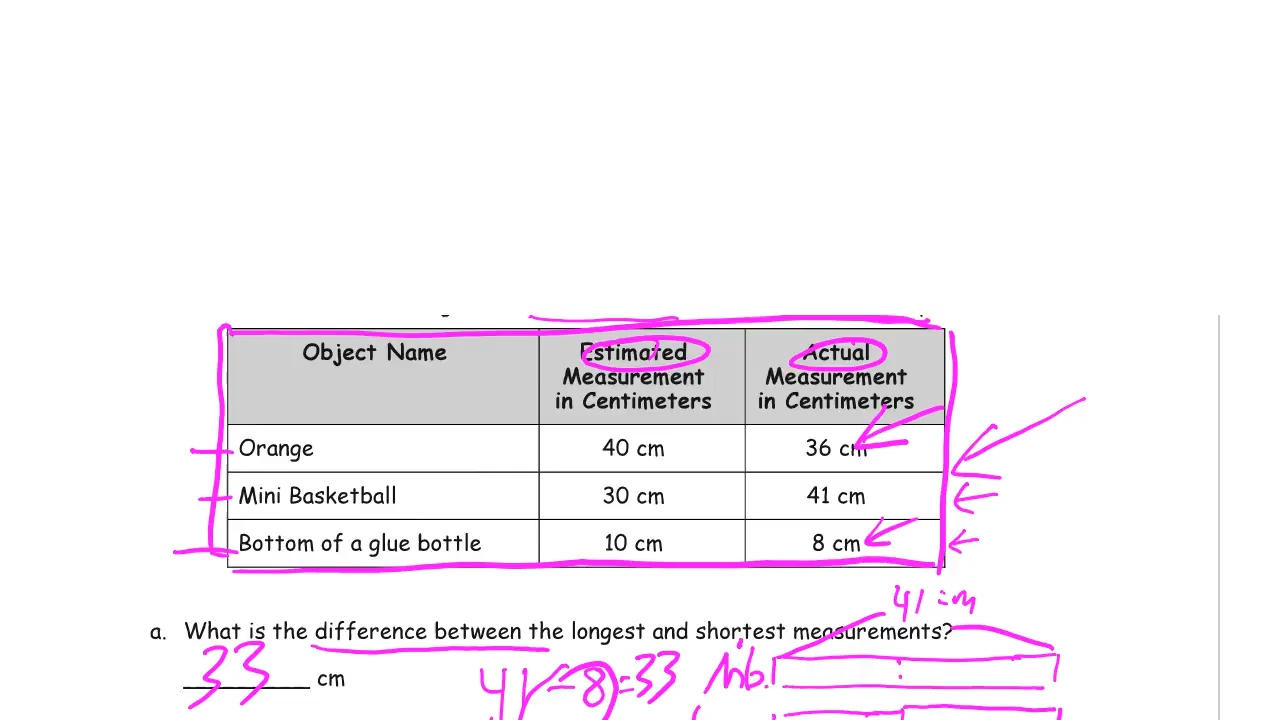 Object Name
Estimated Measurement in Centimeters
Actual Measurement in Centimeters
Orange 40 cm 36 cm
Mini Basketball 30 cm 41 cm
Bottom of a glue bottle 10 cm 8 cm
41 cm
a. What is the difference between the longest and shortest measurements?
33 cm
41 - 8 = 33